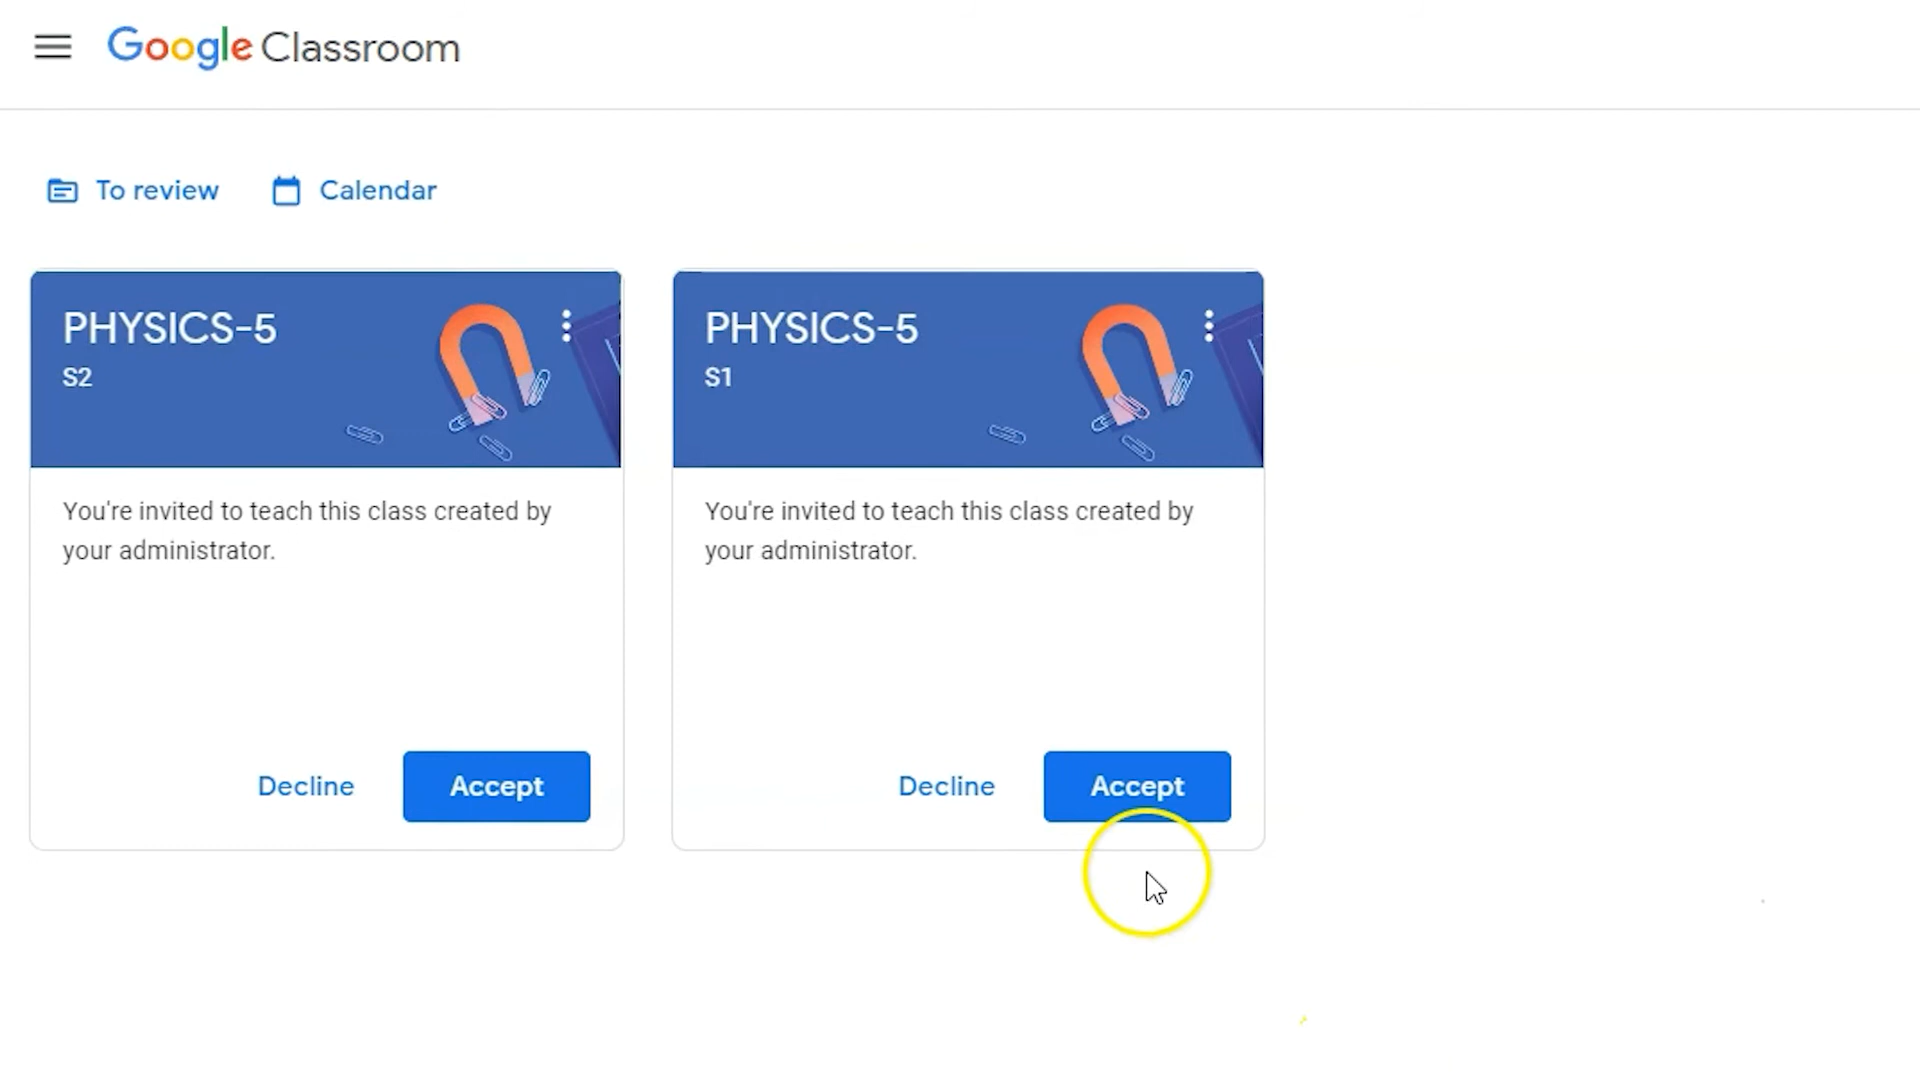 Google Classroom
To review
Calendar
PHYSICS-5
S2
You're invited to teach this class created by
your administrator.
Decline
Accept
PHYSICS-5
S1
You're invited to teach this class created by
your administrator.
Decline
Accept